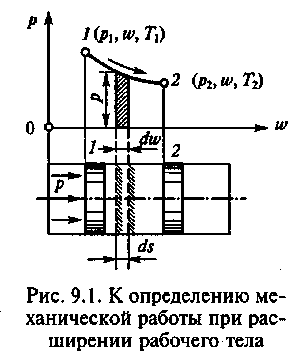 p
1 (p₁, w, T₁)
2 (p₂, w, T₂)
p
0
w
1
dw
2
p
ds
Рис. 9.1. К определению ме-
ханической работы при рас-
ширении рабочего тела